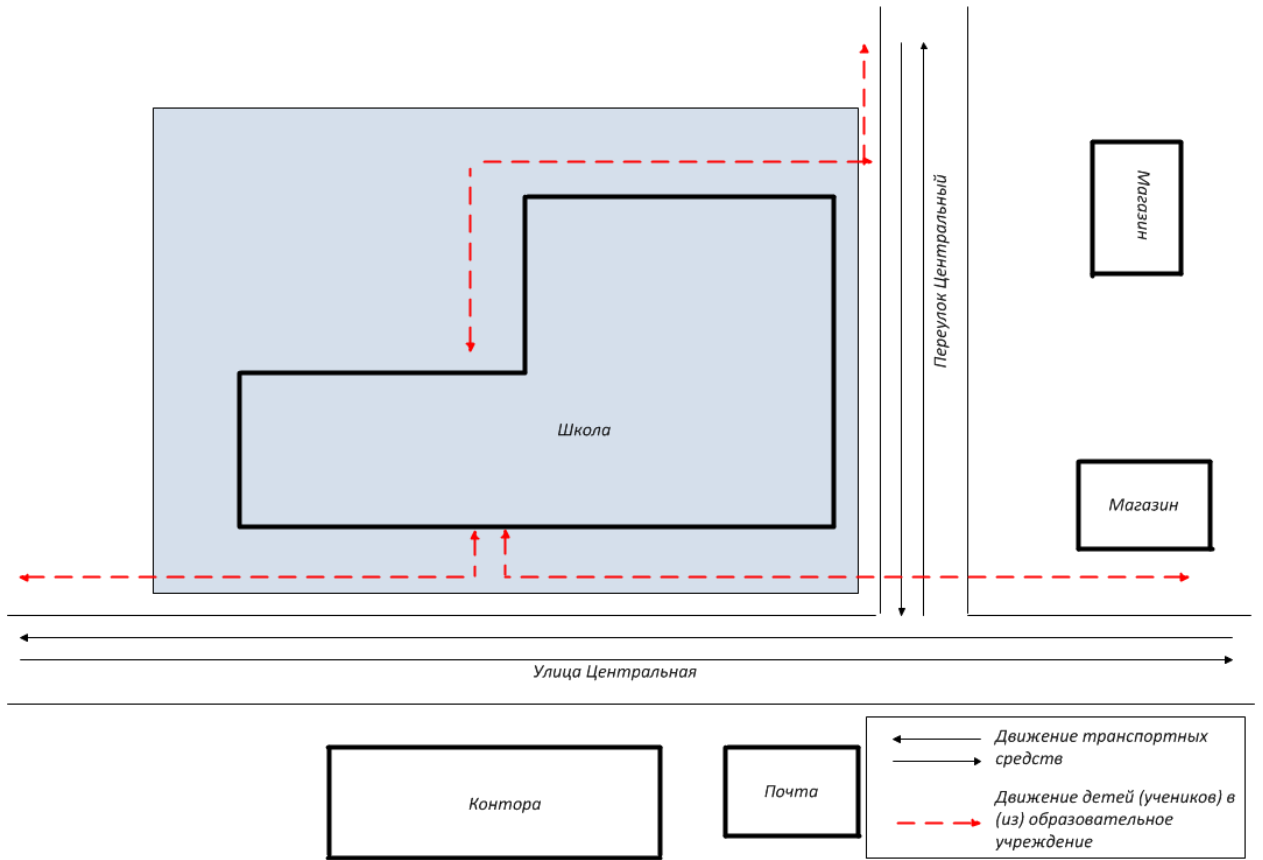 Магазин
Переулок Центральный
Школа
Магазин
Улица Центральная
Контора
Почта
Движение транспортных
средств
Движение детей (учеников) в
(из) образовательное
учреждение